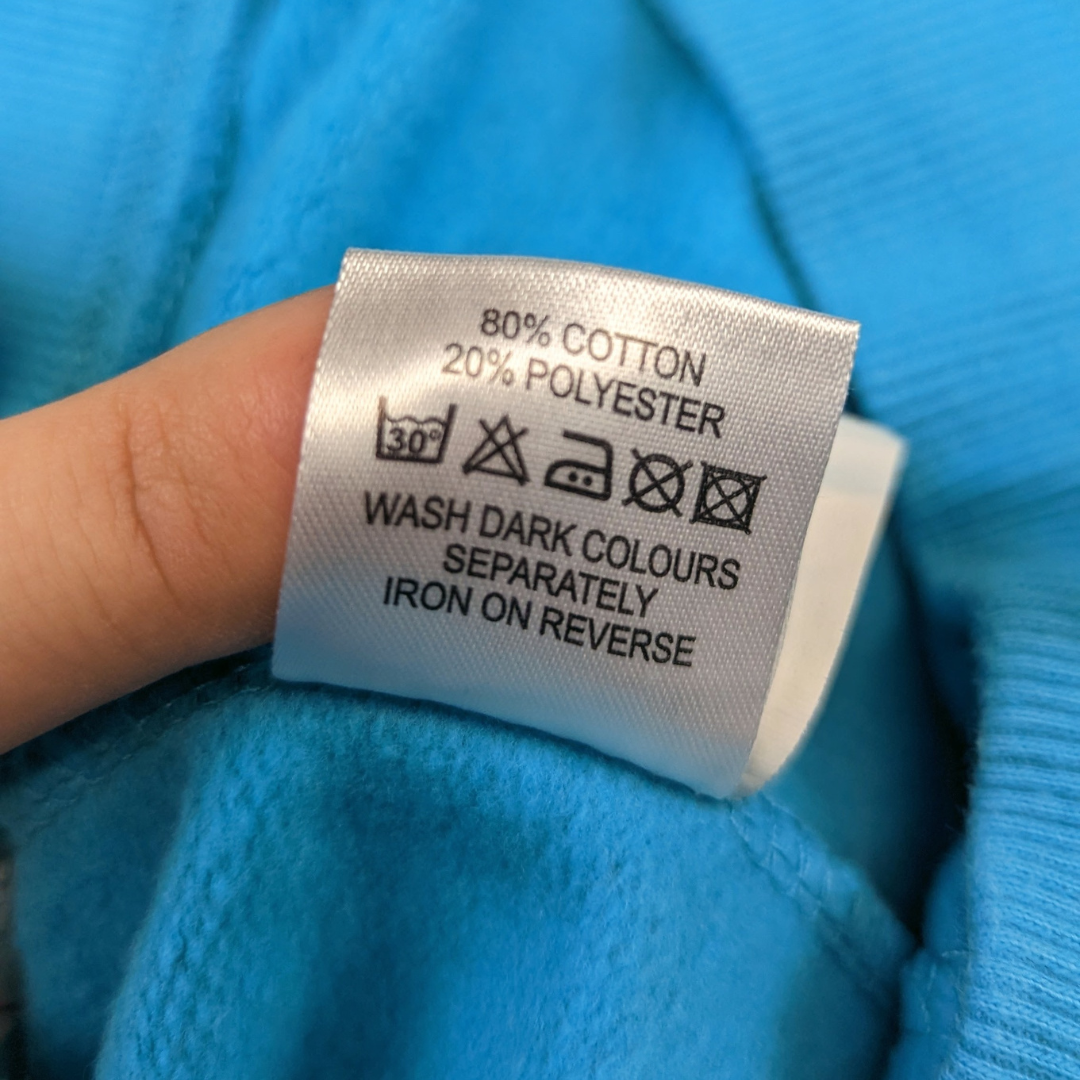 80% COTTON
20% POLYESTER
30°
WASH DARK COLOURS
SEPARATELY
IRON ON REVERSE